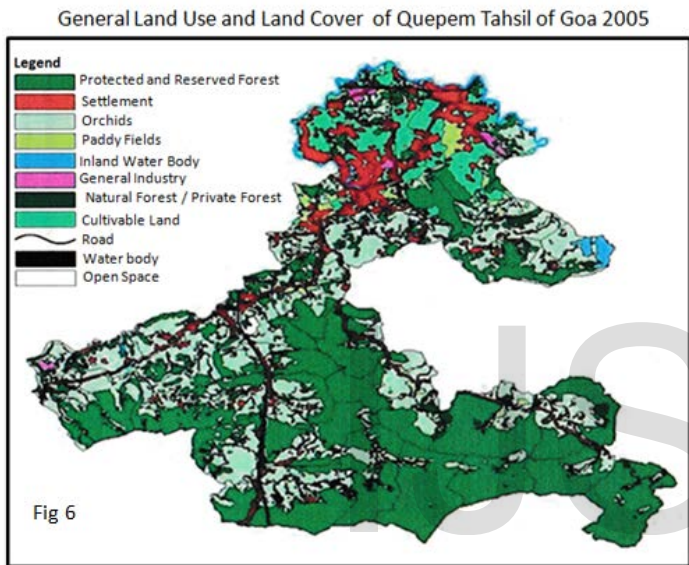 General Land Use and Land Cover of Quepem Tahsil of Goa 2005
Legend
Protected and Reserved Forest
Settlement
Orchids
Paddy Fields
Inland Water Body
General Industry
Natural Forest / Private Forest
Cultivable Land
Road
Water body
Open Space
Fig 6
IUS